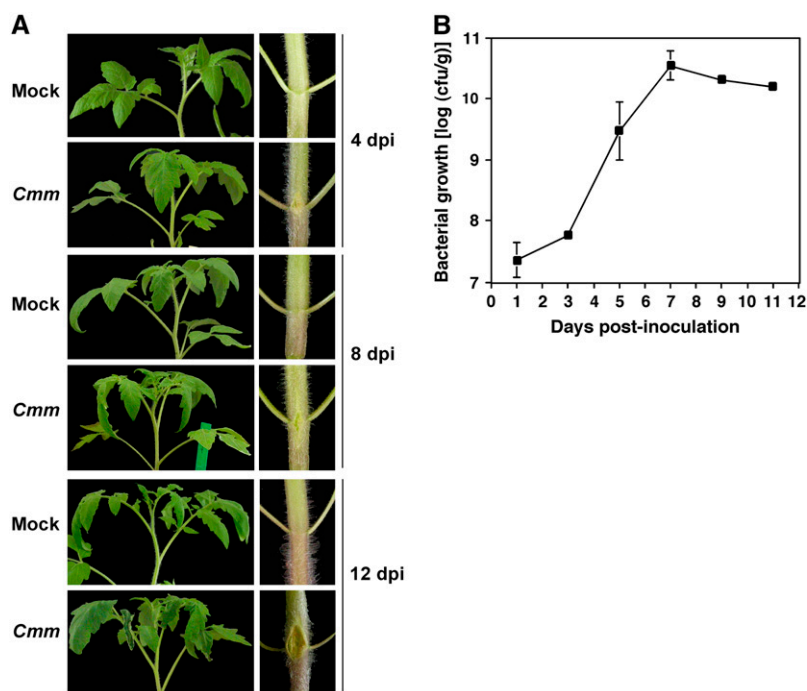 A
Mock
4 dpi
Cmm
Mock
8 dpi
Cmm
Mock
12 dpi
Cmm
B
Bacterial growth [log (cfu/g)]
11
10
9
8
7
0 1 2 3 4 5 6 7 8 9 10 11 12
Days post-inoculation